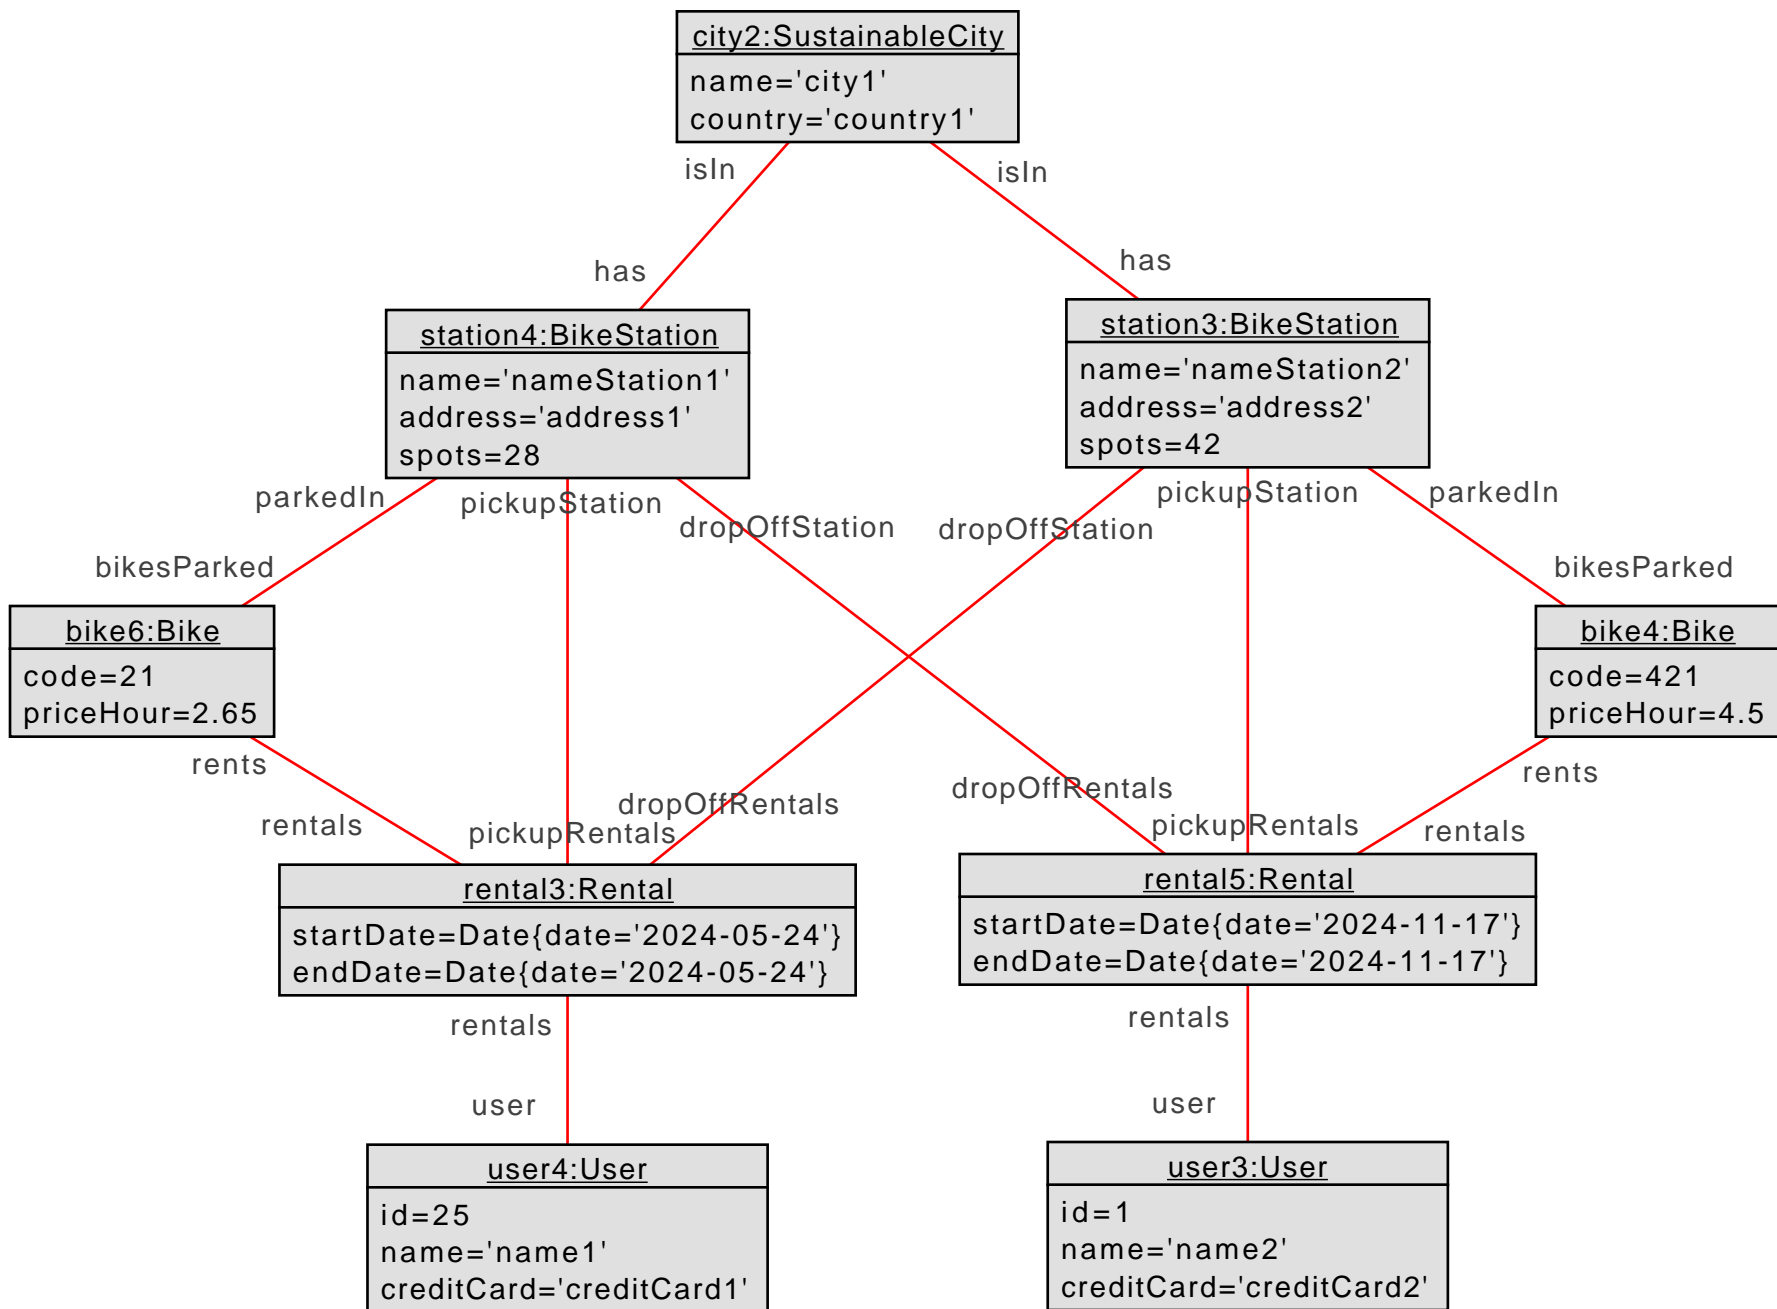 city2:SustainableCity
name='city1'
country='country1'
isIn
isIn
has
has
station4:BikeStation
name='nameStation1'
address='address1'
spots=28
station3:BikeStation
name='nameStation2'
address='address2'
spots=42
parkedIn
pickupStation
dropOffStation
dropOffStation
pickupStation
parkedIn
bikesParked
bikesParked
bike6:Bike
code=21
priceHour=2.65
bike4:Bike
code=421
priceHour=4.5
rents
rents
rentals
pickupRentals
dropOffRentals
dropOffRentals
pickupRentals
rentals
rental3:Rental
startDate=Date{date='2024-05-24'}
endDate=Date{date='2024-05-24'}
rental5:Rental
startDate=Date{date='2024-11-17'}
endDate=Date{date='2024-11-17'}
rentals
rentals
user
user
user4:User
id=25
name='name1'
creditCard='creditCard1'
user3:User
id=1
name='name2'
creditCard='creditCard2'